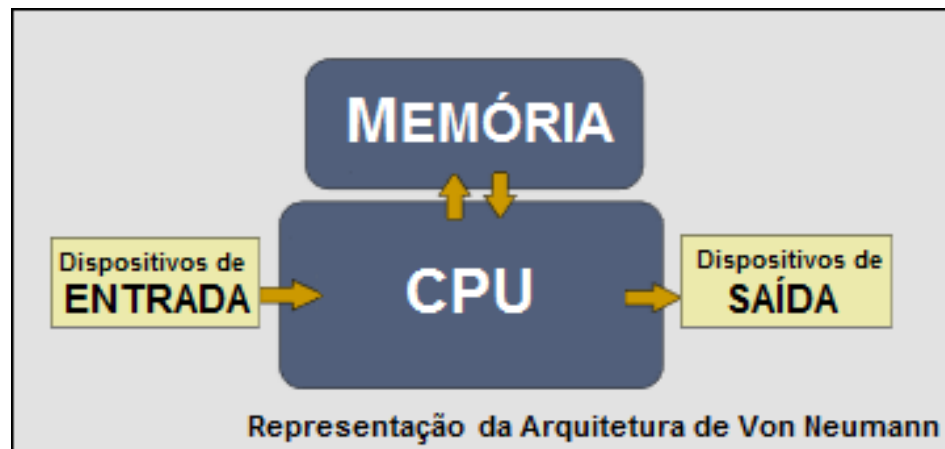 MEMÓRIA
Dispositivos de
ENTRADA
CPU
Dispositivos de
SAÍDA
Representação da Arquitetura de Von Neumann